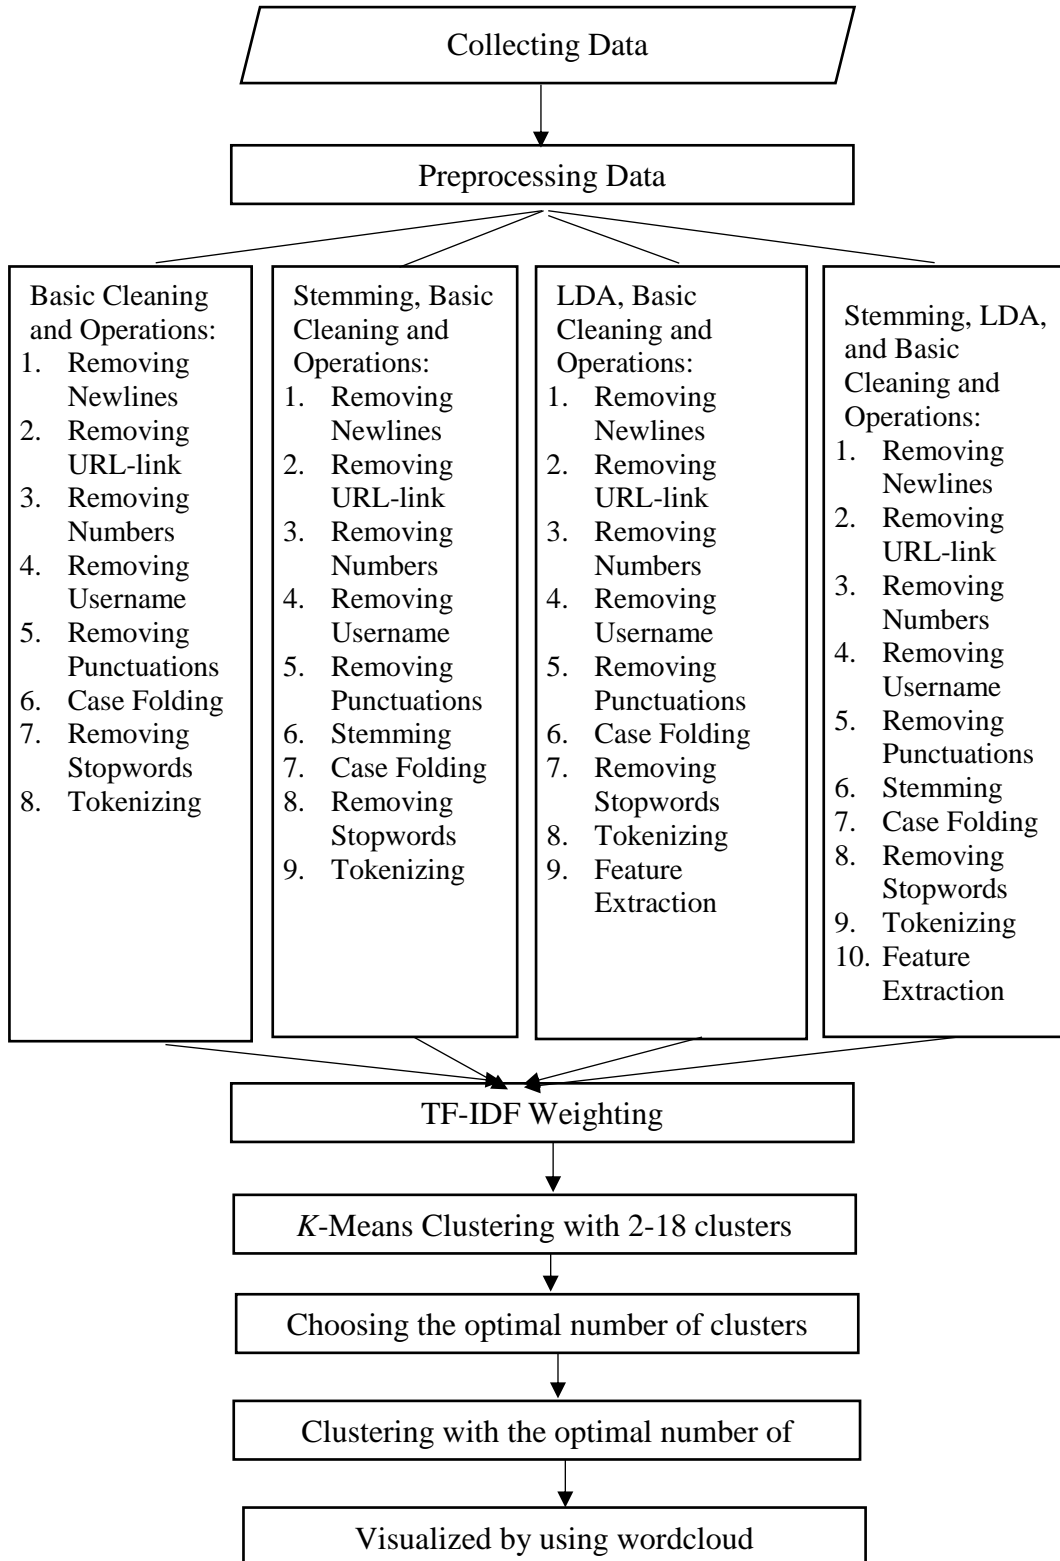 Collecting Data
Preprocessing Data
Basic Cleaning
and Operations:
1. Removing
Newlines
2. Removing
URL-link
3. Removing
Numbers
4. Removing
Username
5. Removing
Punctuations
6. Case Folding
7. Removing
Stopwords
8. Tokenizing
Stemming, Basic
Cleaning and
Operations:
1. Removing
Newlines
2. Removing
URL-link
3. Removing
Numbers
4. Removing
Username
5. Removing
Punctuations
6. Stemming
7. Case Folding
8. Removing
Stopwords
9. Tokenizing
LDA, Basic
Cleaning and
Operations:
1. Removing
Newlines
2. Removing
URL-link
3. Removing
Numbers
4. Removing
Username
5. Removing
Punctuations
6. Case Folding
7. Removing
Stopwords
8. Tokenizing
9. Feature
Extraction
Stemming, LDA,
and Basic
Cleaning and
Operations:
1. Removing
Newlines
2. Removing
URL-link
3. Removing
Numbers
4. Removing
Username
5. Removing
Punctuations
6. Stemming
7. Case Folding
8. Removing
Stopwords
9. Tokenizing
10. Feature
Extraction
TF-IDF Weighting
K-Means Clustering with 2-18 clusters
Choosing the optimal number of clusters
Clustering with the optimal number of
Visualized by using wordcloud